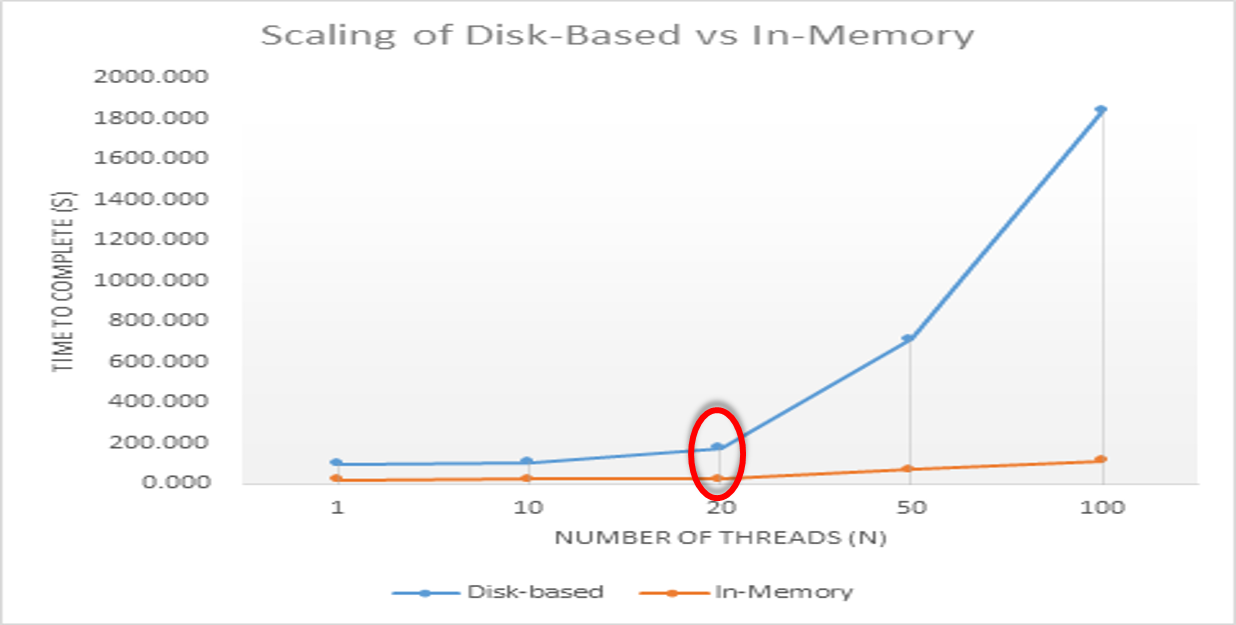 Scaling of Disk-Based vs In-Memory
2000.000
1800.000
1600.000
1400.000
1200.000
1000.000
800.000
600.000
400.000
200.000
0.000
TIME TO COMPLETE (S)
1 10 20 50 100
NUMBER OF THREADS (N)
Disk-based In-Memory